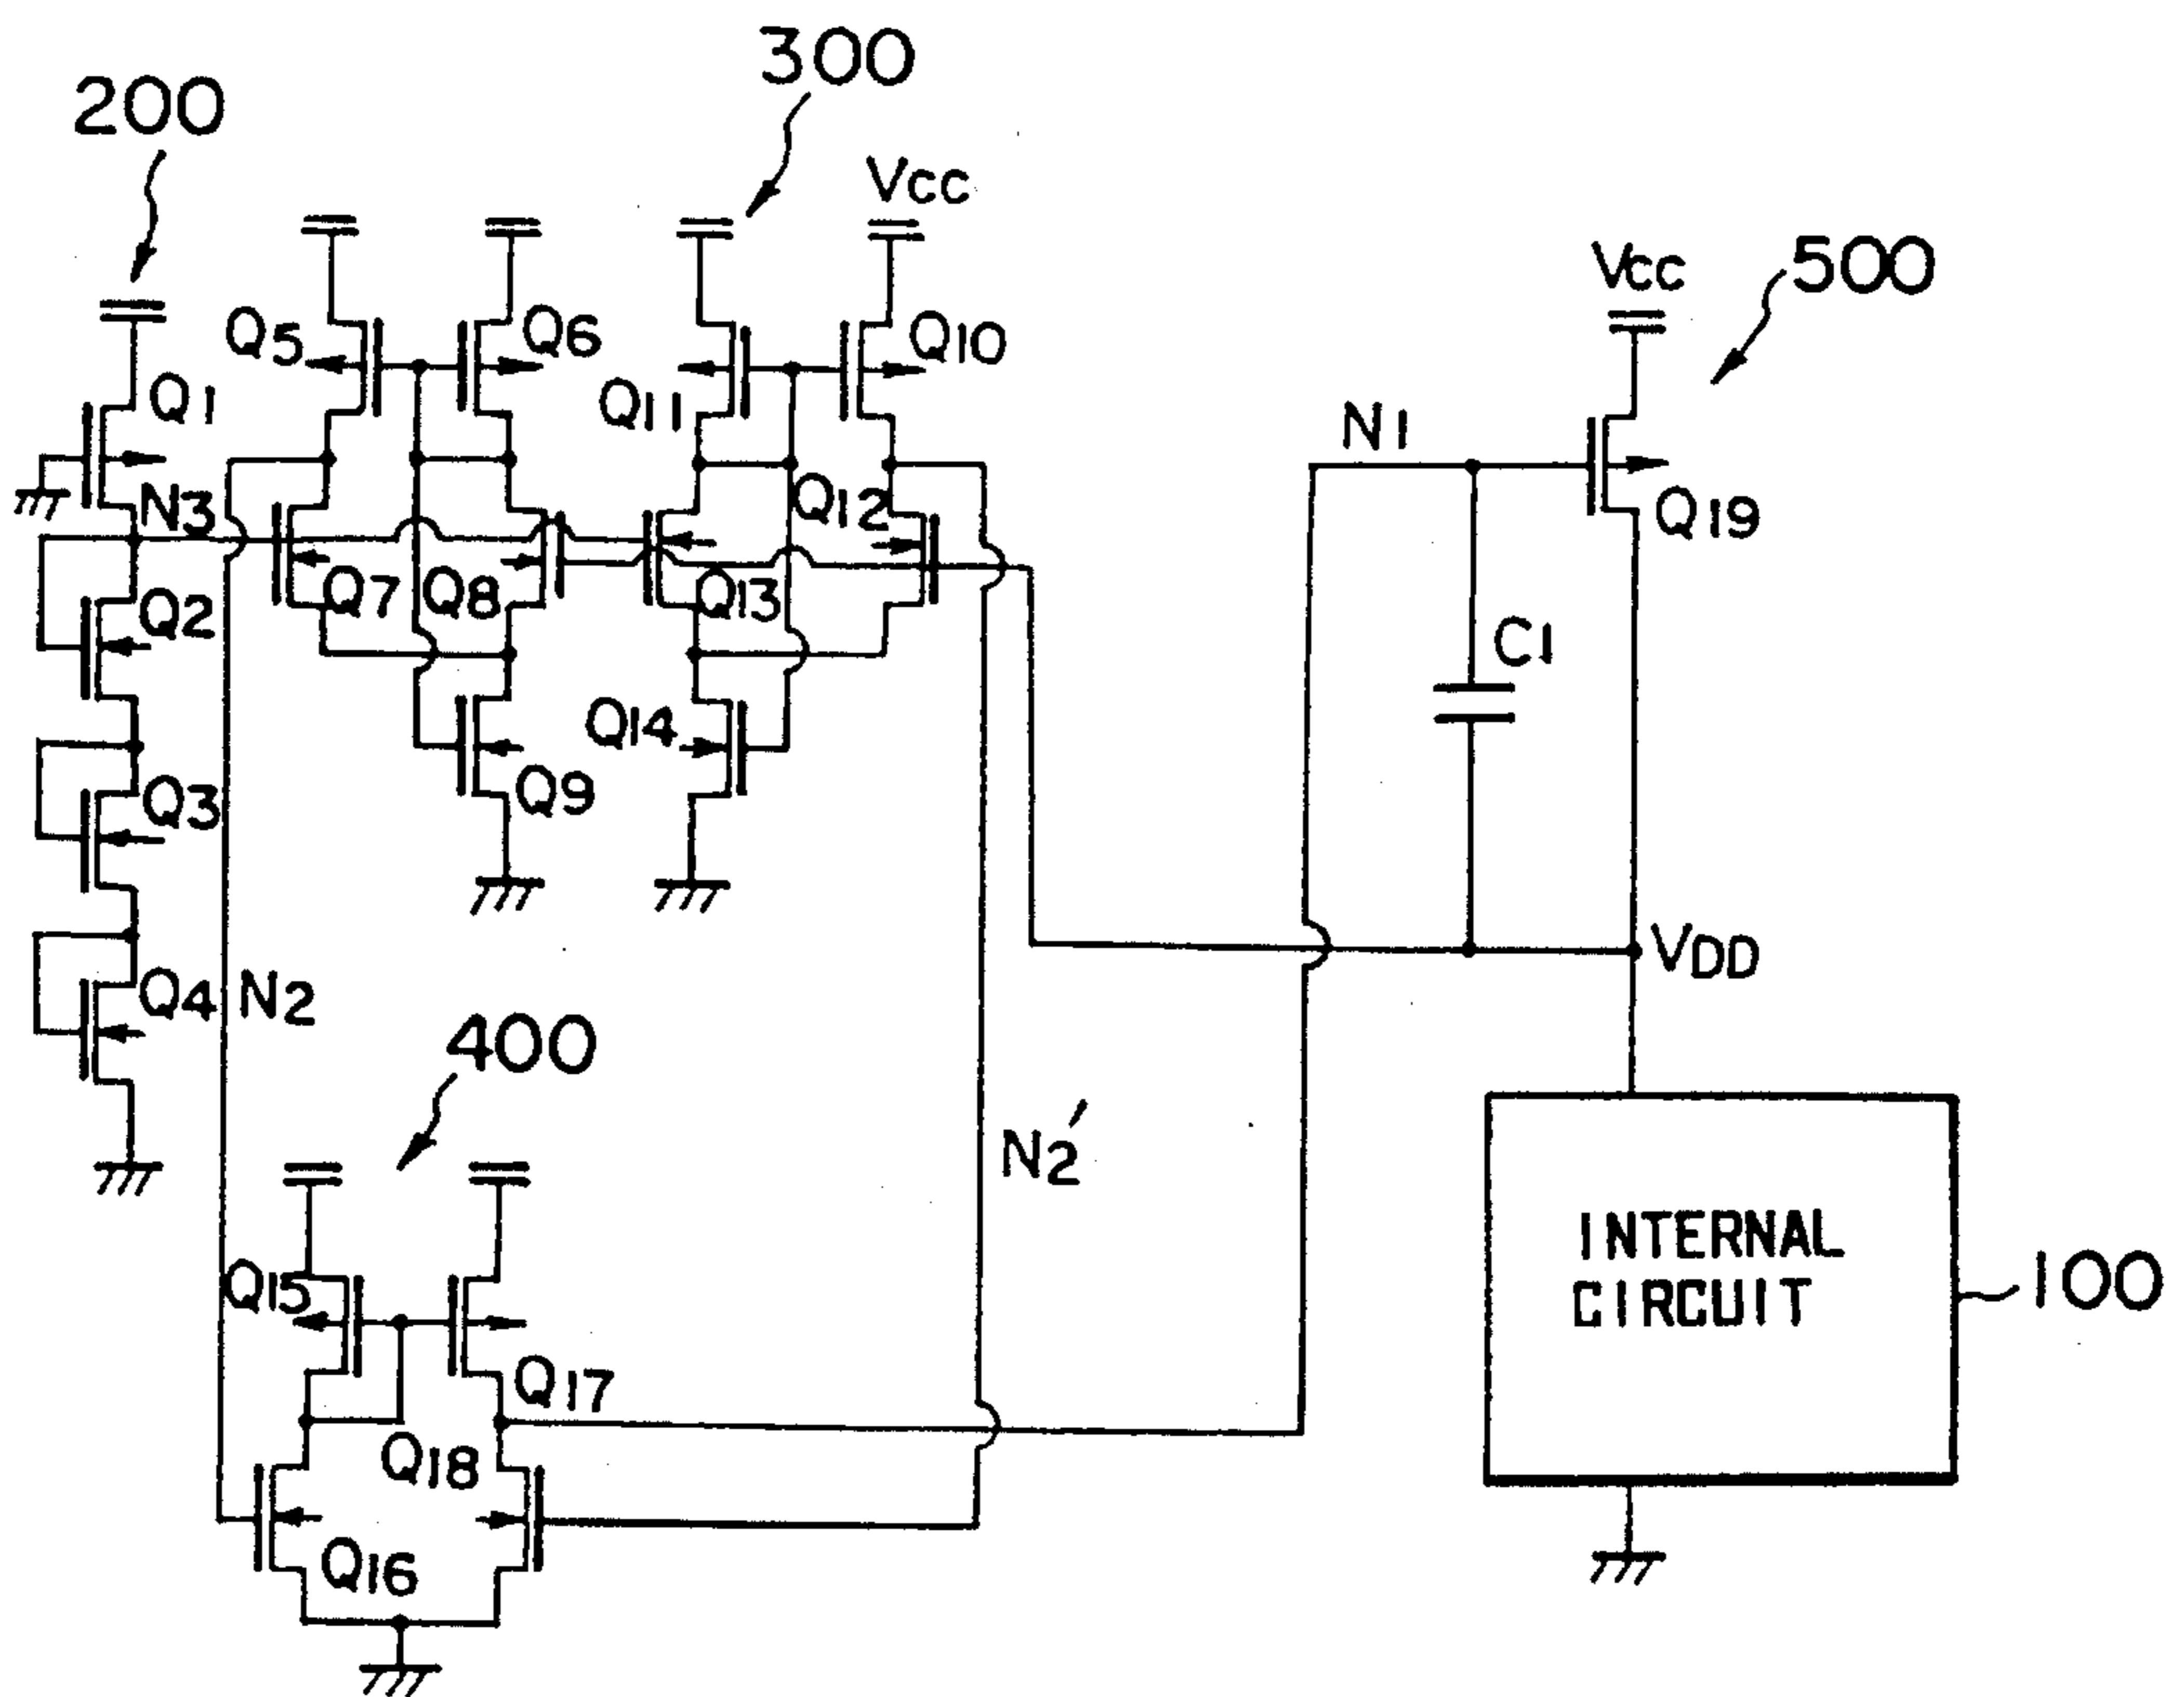 300
200
Vcc
Vcc
500
Q5
Q6
Q10
Q1
Q11
N1
N3
Q12
Q19
Q7
Q8
Q13
Q2
C1
Q14
Q3
Q9
VDD
Q4
N2
400
N2'
INTERNAL
CIRCUIT
100
Q15
Q17
Q18
Q16